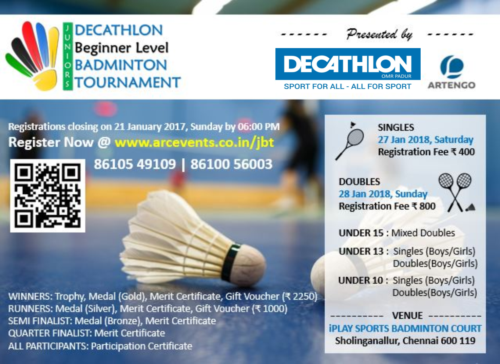 JUNIORS
DECATHLON
Beginner Level
BADMINTON
TOURNAMENT
Presented by
DECATHLON
OMR PADUR
SPORT FOR ALL - ALL FOR SPORT
ARTENGO
Registrations closing on 21 January 2017, Sunday by 06:00 PM
Register Now @ www.arcevents.co.in/jbt
86105 49109 | 86100 56003
SINGLES
27 Jan 2018, Saturday
Registration Fee ₹ 400
DOUBLES
28 Jan 2018, Sunday
Registration Fee ₹ 800
UNDER 15 : Mixed Doubles
UNDER 13 : Singles (Boys/Girls)
Doubles(Boys/Girls)
UNDER 10 : Singles (Boys/Girls)
Doubles(Boys/Girls)
VENUE
iPLAY SPORTS BADMINTON COURT
Sholinganallur, Chennai 600 119
WINNERS: Trophy, Medal (Gold), Merit Certificate, Gift Voucher (₹ 2250)
RUNNERS: Medal (Silver), Merit Certificate, Gift Voucher (₹ 1000)
SEMI FINALIST: Medal (Bronze), Merit Certificate
QUARTER FINALIST: Merit Certificate
ALL PARTICIPANTS: Participation Certificate